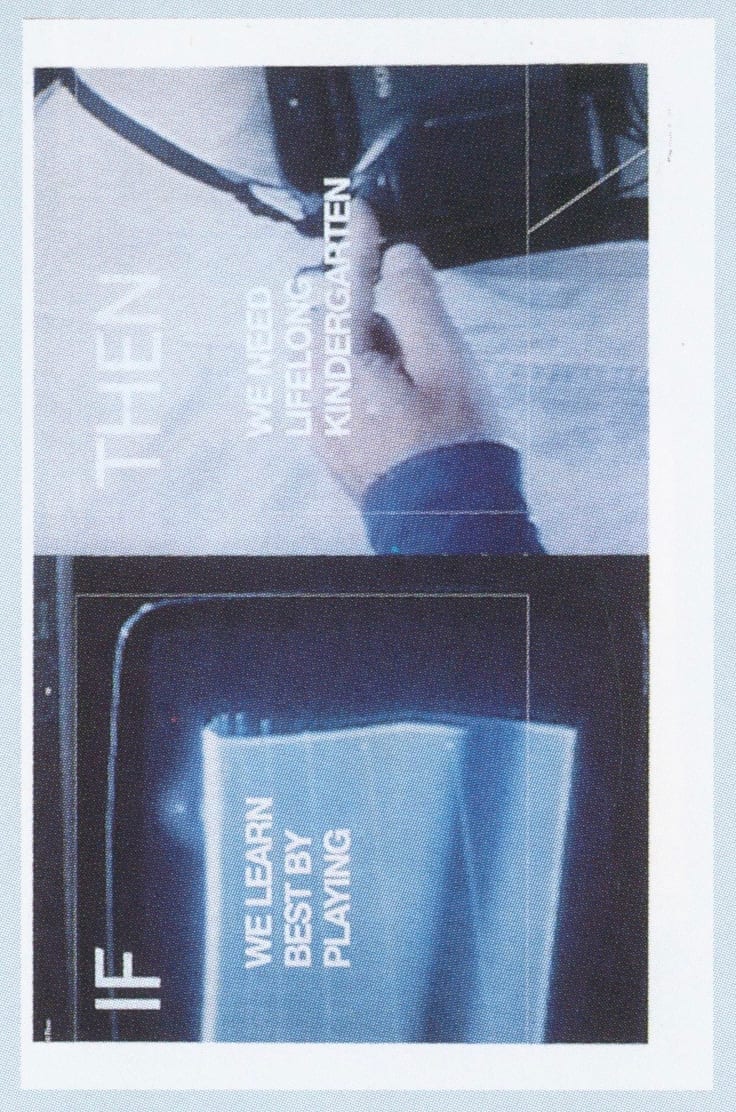 IF
WE LEARN
BEST BY
PLAYING
THEN
WE NEED
LIFELONG
KINDERGARTEN